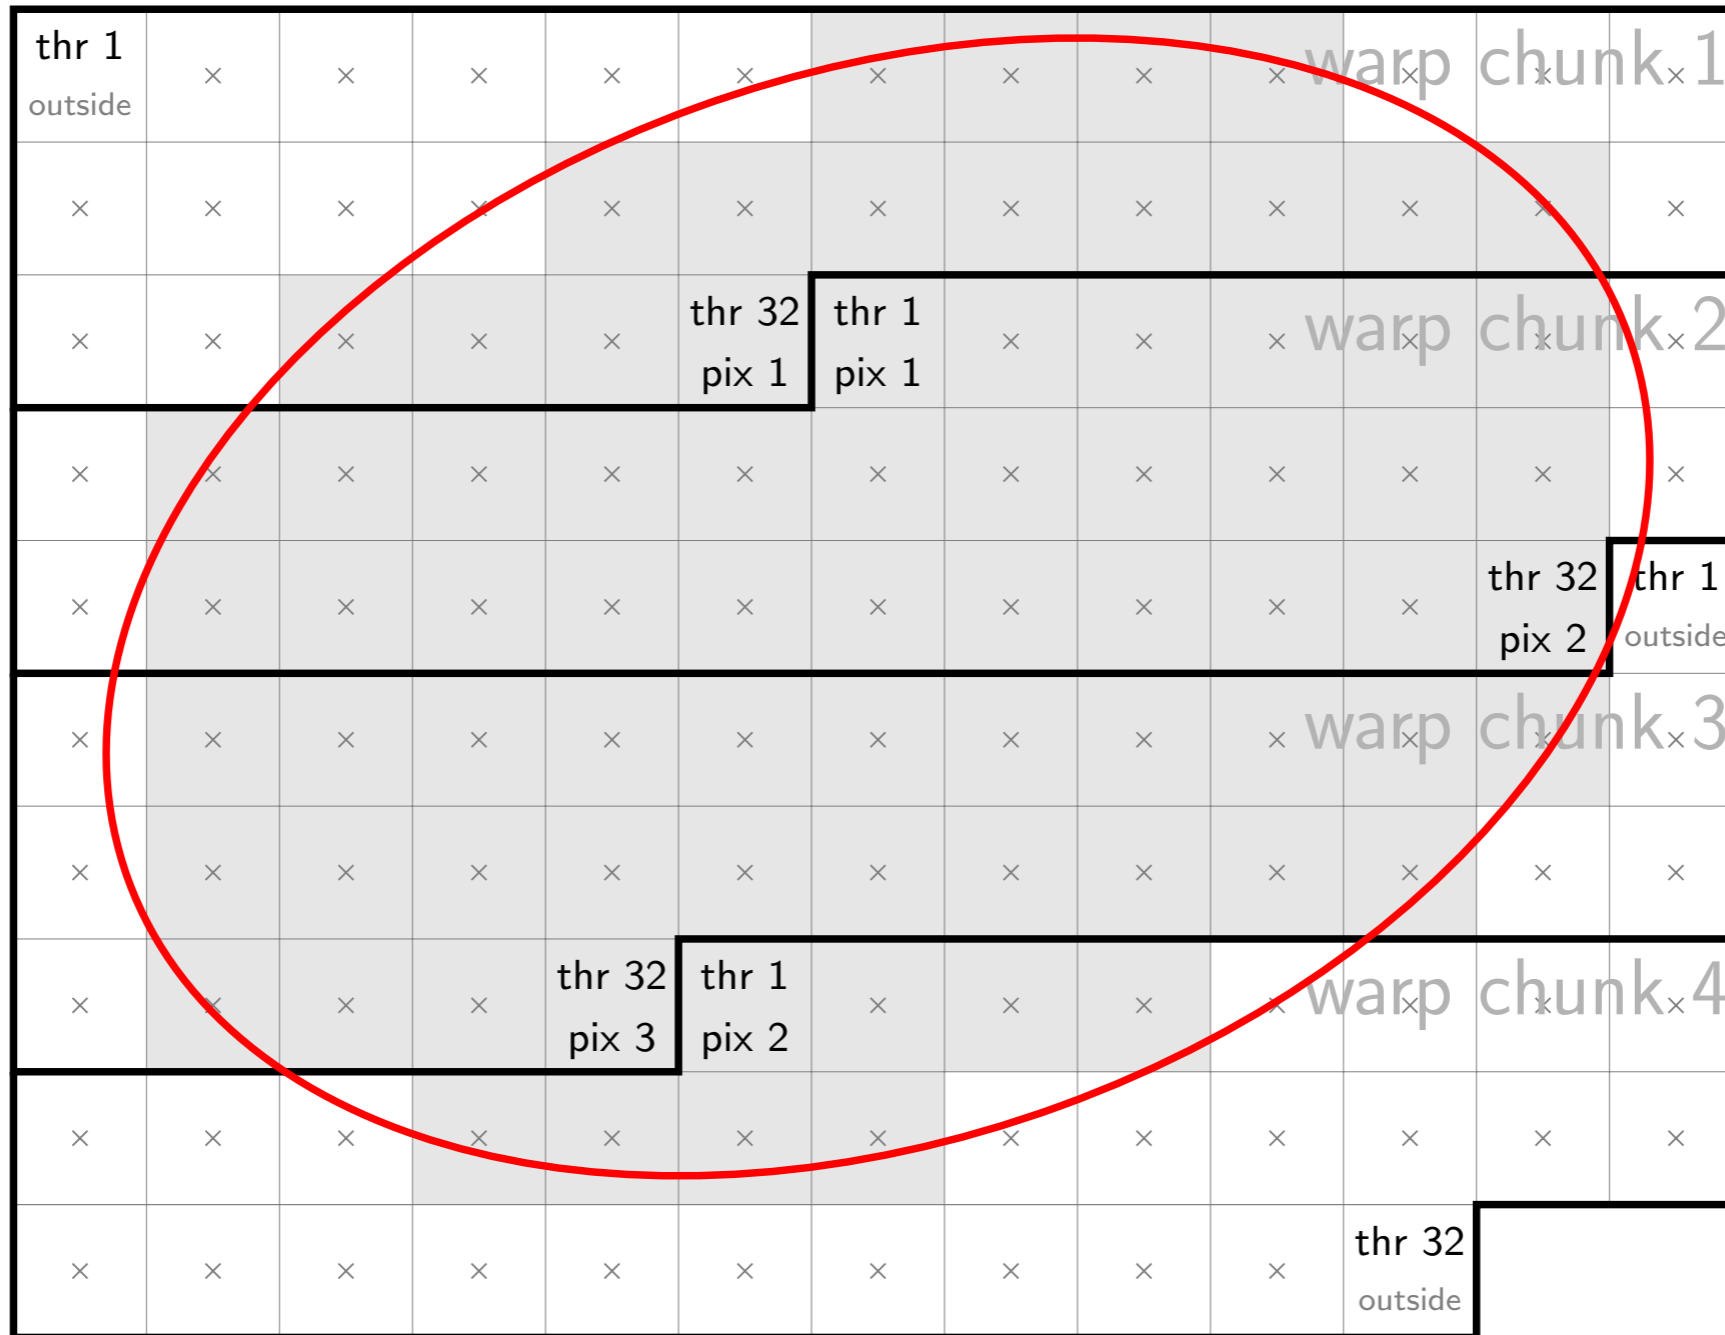 thr 1
outside
warp chunk 1
thr 32
pix 1
thr 1
pix 1
warp chunk 2
thr 32
pix 2
thr 1
outside
warp chunk 3
thr 32
pix 3
thr 1
pix 2
warp chunk 4
thr 32
outside